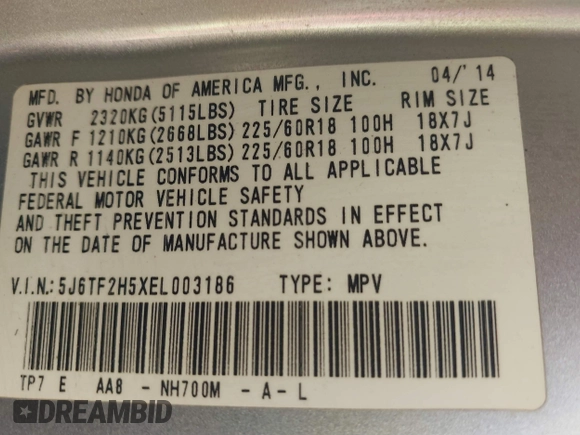 MFD. BY HONDA OF AMERICA MFG., INC. 04/'14
GVWR 2320KG(5115LBS) TIRE SIZE RIM SIZE
GAWR F 1210KG(2668LBS) 225/60R18 100H 18X7J
GAWR R 1140KG(2513LBS) 225/60R18 100H 18X7J
THIS VEHICLE CONFORMS TO ALL APPLICABLE
FEDERAL MOTOR VEHICLE SAFETY
AND THEFT PREVENTION STANDARDS IN EFFECT
ON THE DATE OF MANUFACTURE SHOWN ABOVE.
V.I.N.: 5J6TF2H5XEL003186 TYPE: MPV
TP7 E AA8 - NH700M - A - L
DREAMBID